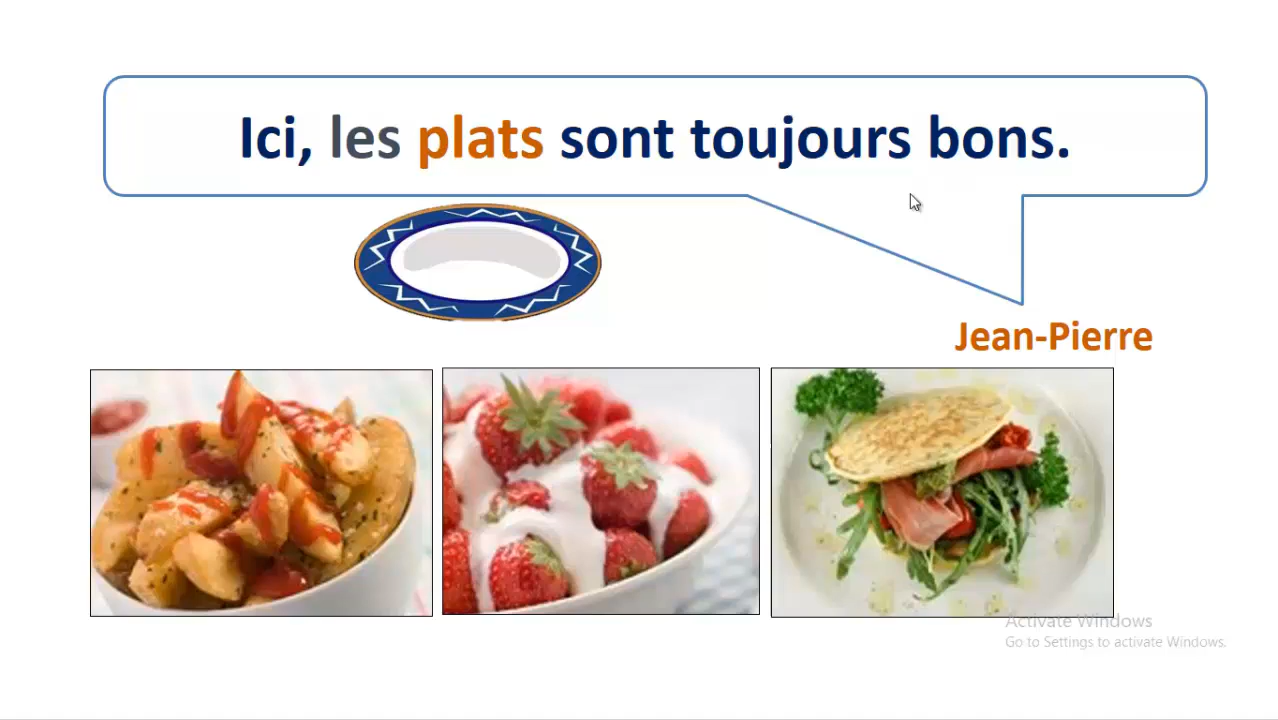 Ici, les plats sont toujours bons.
Jean-Pierre
Activate Windows
Go to Settings to activate Windows.